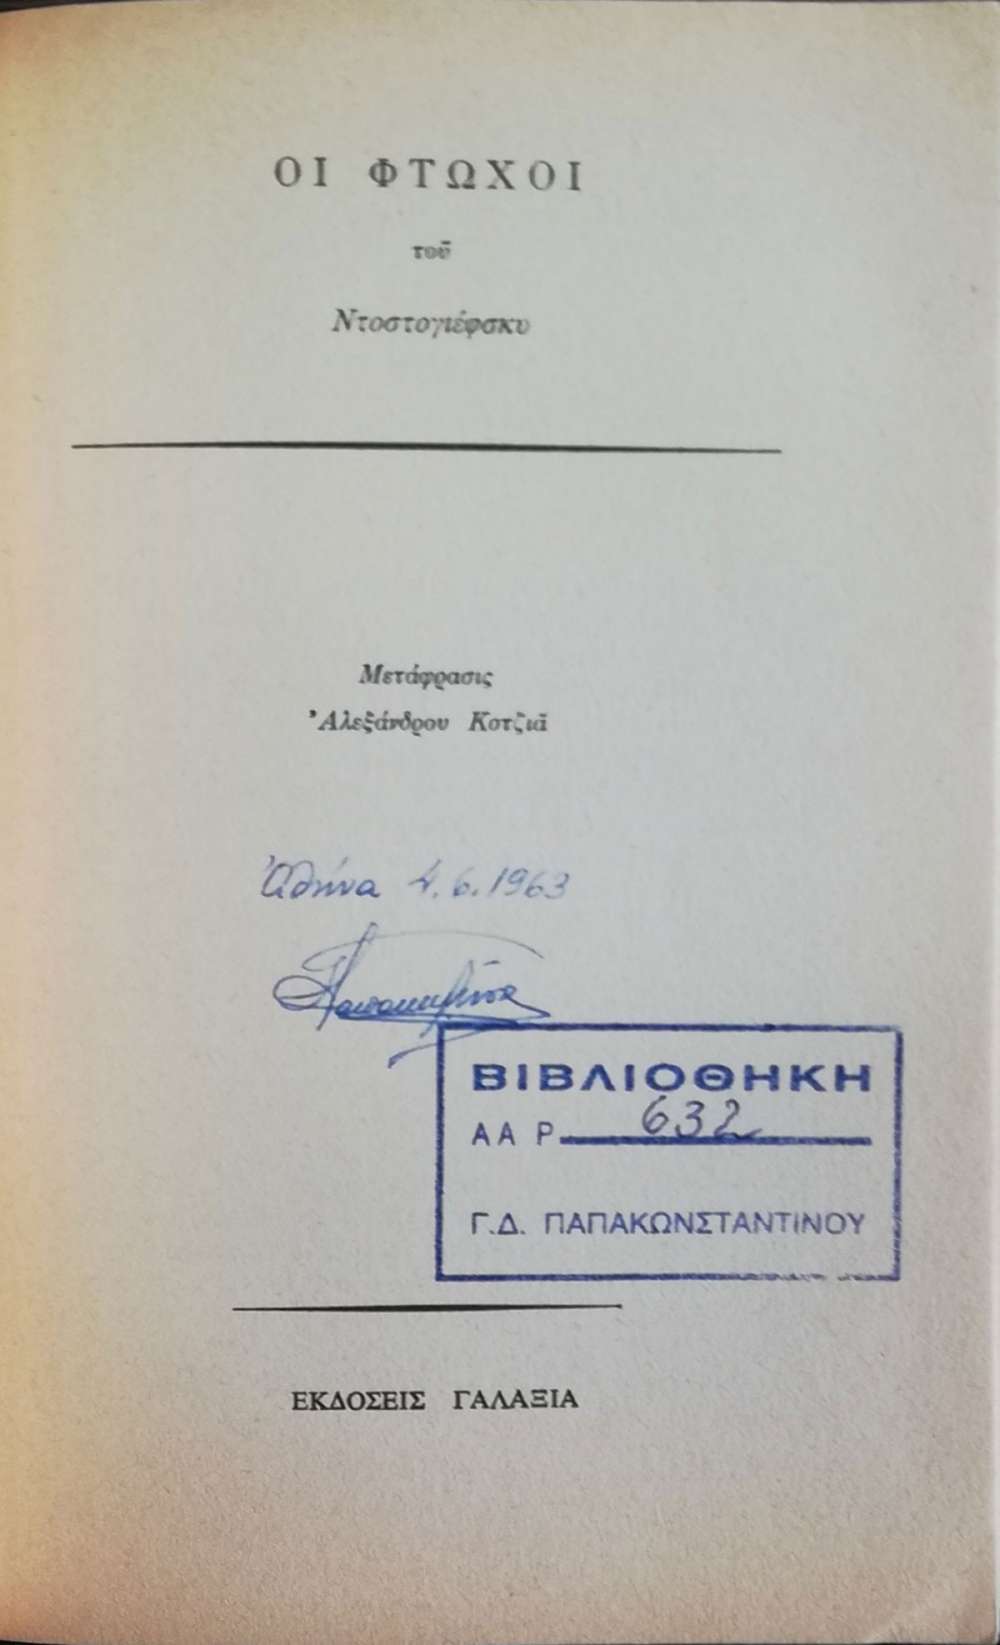 ΟΙ ΦΤΩΧΟΙ
τοῦ
Ντοστογιέφσκυ
Μετάφρασις
Ἀλεξάνδρου Κοτζιᾶ
Ἀθήνα 4.6.1963
ΒΙΒΛΙΟΘΗΚΗ
ΑΑ Ρ 632
Γ.Δ. ΠΑΠΑΚΩΝΣΤΑΝΤΙΝΟΥ
ΕΚΔΟΣΕΙΣ ΓΑΛΑΞΙΑ